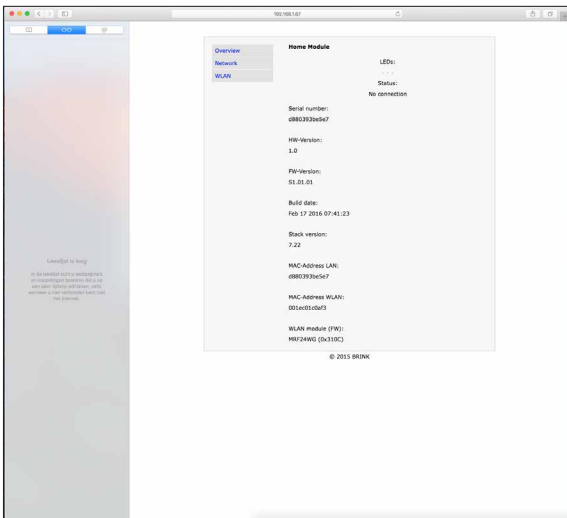 192.168.1.67
Overview
Network
WLAN
Home Module
LEDs:
- - -
Status:
No connection
Serial number:
d880393be5e7
HW-Version:
1.0
FW-Version:
S1.01.01
Build date:
Feb 17 2016 07:41:23
Stack version:
7.22
MAC-Address LAN:
d880393be5e7
MAC-Address WLAN:
001ec01c0af3
WLAN module (FW):
MRF24WG (0x310C)
© 2015 BRINK
Leeslijst is leeg